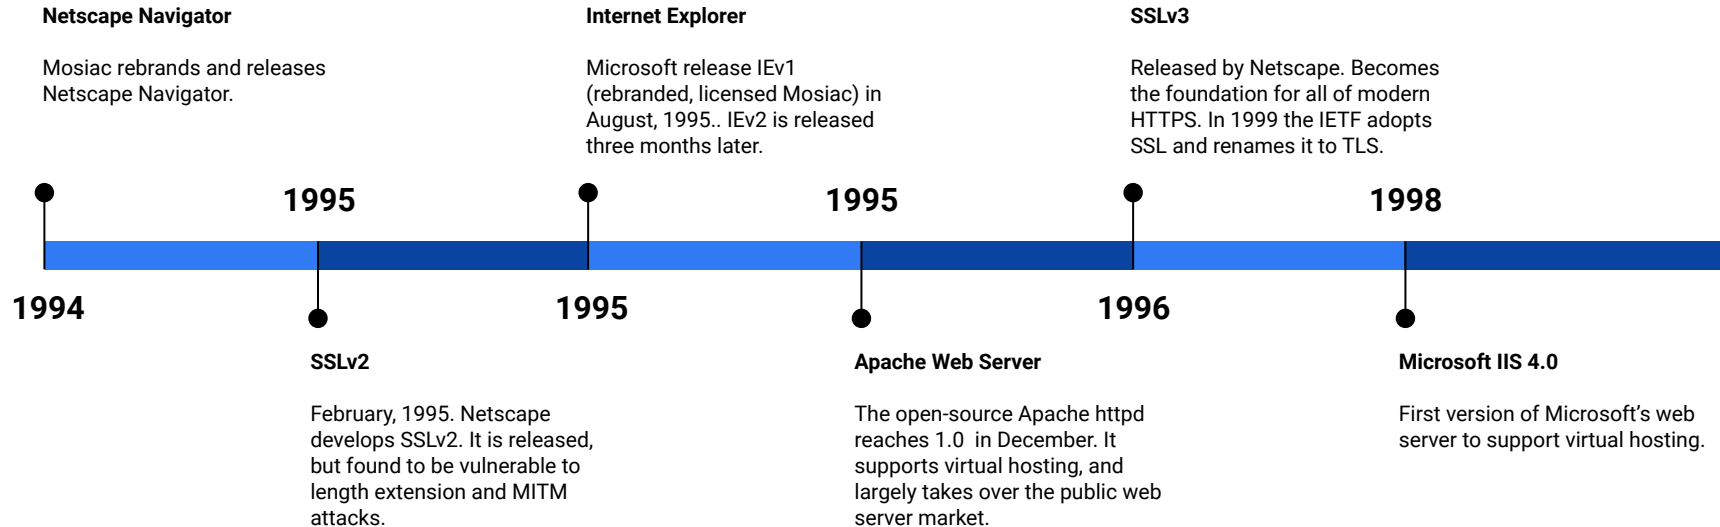 Netscape Navigator
Mosiac rebrands and releases
Netscape Navigator.
Internet Explorer
Microsoft release IEv1
(rebranded, licensed Mosiac) in
August, 1995.. IEv2 is released
three months later.
SSLv3
Released by Netscape. Becomes
the foundation for all of modern
HTTPS. In 1999 the IETF adopts
SSL and renames it to TLS.
1995
1995
1998
1994
1995
1996
SSLv2
February, 1995. Netscape
develops SSLv2. It is released,
but found to be vulnerable to
length extension and MITM
attacks.
Apache Web Server
The open-source Apache httpd
reaches 1.0  in December. It
supports virtual hosting, and
largely takes over the public web
server market.
Microsoft IIS 4.0
First version of Microsoft’s web
server to support virtual hosting.